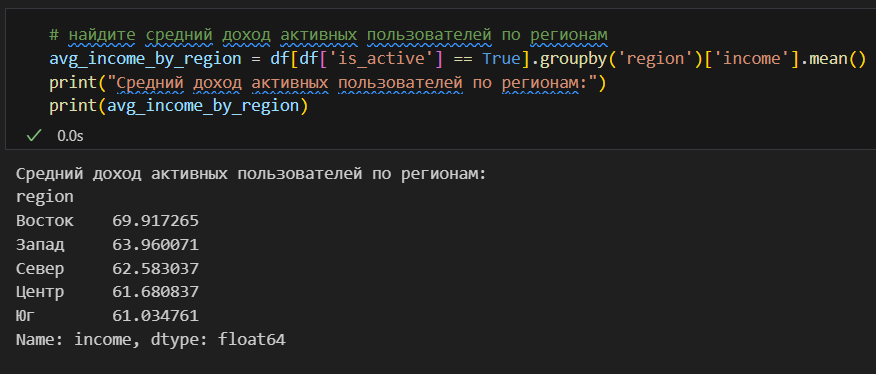 # найдите средний доход активных пользователей по регионам
avg_income_by_region = df[df['is_active'] == True].groupby('region')['income'].mean()
print("Средний доход активных пользователей по регионам:")
print(avg_income_by_region)
✓ 0.0s
Средний доход активных пользователей по регионам:
region
Восток    69.917265
Запад     63.960071
Север     62.583037
Центр     61.680837
Юг        61.034761
Name: income, dtype: float64